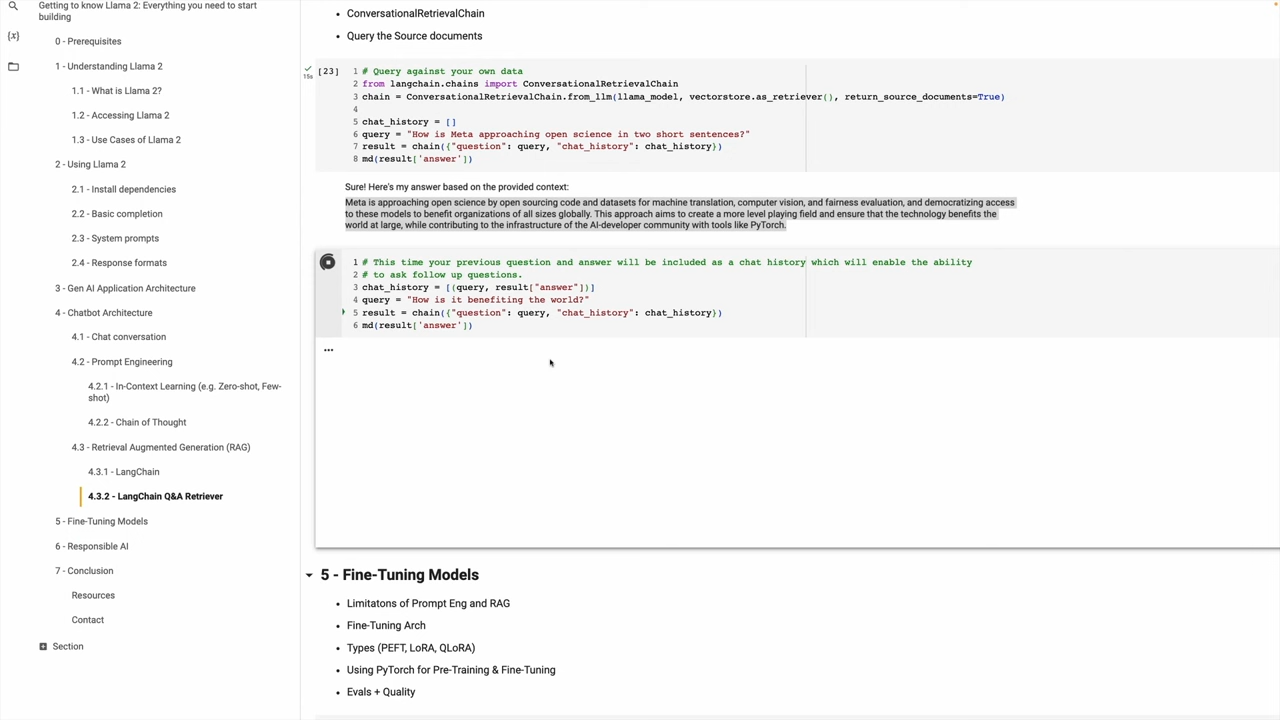 Getting to know Llama 2: Everything you need to start
building
{x}
0 - Prerequisites
1 - Understanding Llama 2
1.1 - What is Llama 2?
1.2 - Accessing Llama 2
1.3 - Use Cases of Llama 2
2 - Using Llama 2
2.1 - Install dependencies
2.2 - Basic completion
2.3 - System prompts
2.4 - Response formats
3 - Gen AI Application Architecture
4 - Chatbot Architecture
4.1 - Chat conversation
4.2 - Prompt Engineering
4.2.1 - In-Context Learning (e.g. Zero-shot, Few-
shot)
4.2.2 - Chain of Thought
4.3 - Retrieval Augmented Generation (RAG)
4.3.1 - LangChain
4.3.2 - LangChain Q&A Retriever
5 - Fine-Tuning Models
6 - Responsible AI
7 - Conclusion
Resources
Contact
Section
• ConversationalRetrievalChain
• Query the Source documents
15s
[23] 1 # Query against your own data
2 from langchain.chains import ConversationalRetrievalChain
3 chain = ConversationalRetrievalChain.from_llm(llama_model, vectorstore.as_retriever(), return_source_documents=True)
4
5 chat_history = []
6 query = "How is Meta approaching open science in two short sentences?"
7 result = chain({"question": query, "chat_history": chat_history})
8 md(result['answer'])
Sure! Here's my answer based on the provided context:
Meta is approaching open science by open sourcing code and datasets for machine translation, computer vision, and fairness evaluation, and democratizing access
to these models to benefit organizations of all sizes globally. This approach aims to create a more level playing field and ensure that the technology benefits the
world at large, while contributing to the infrastructure of the AI-developer community with tools like PyTorch.
1 # This time your previous question and answer will be included as a chat history which will enable the ability
2 # to ask follow up questions.
3 chat_history = [(query, result["answer"])]
4 query = "How is it benefiting the world?"
5 result = chain({"question": query, "chat_history": chat_history})
6 md(result['answer'])
...
5 - Fine-Tuning Models
• Limitatons of Prompt Eng and RAG
• Fine-Tuning Arch
• Types (PEFT, LoRA, QLoRA)
• Using PyTorch for Pre-Training & Fine-Tuning
• Evals + Quality